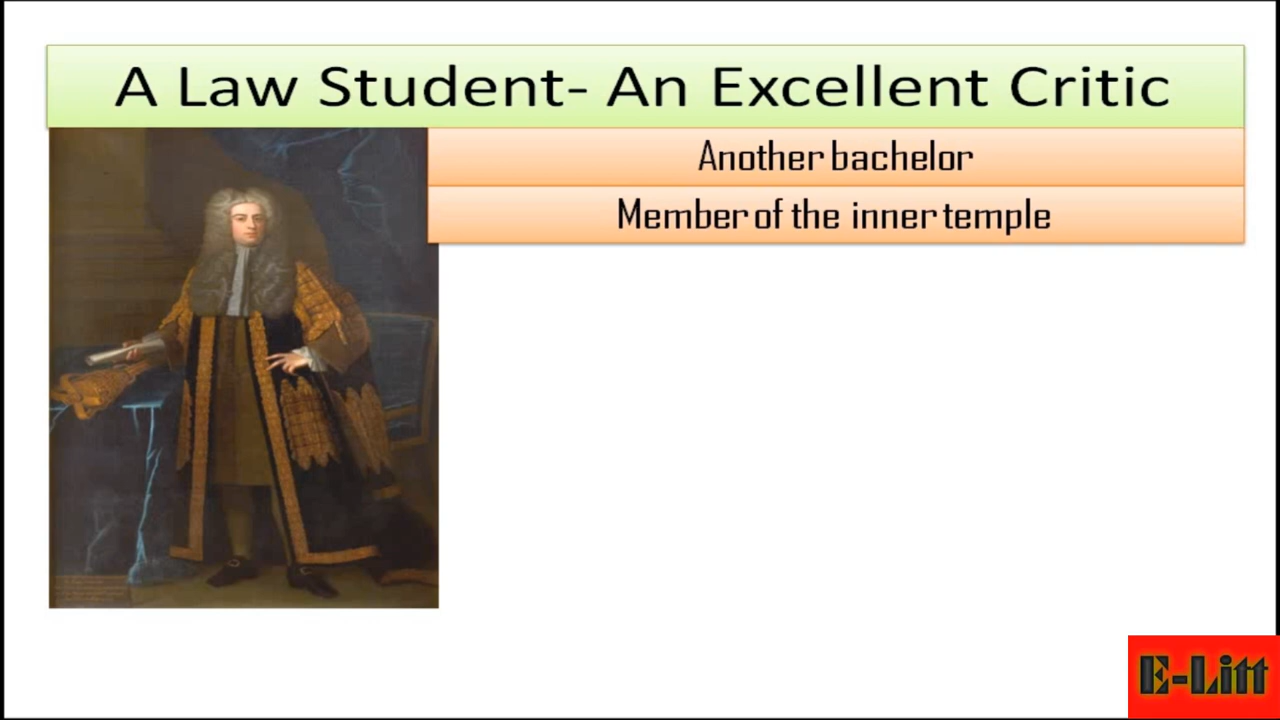 A Law Student- An Excellent Critic
Another bachelor
Member of the inner temple
E-Litt